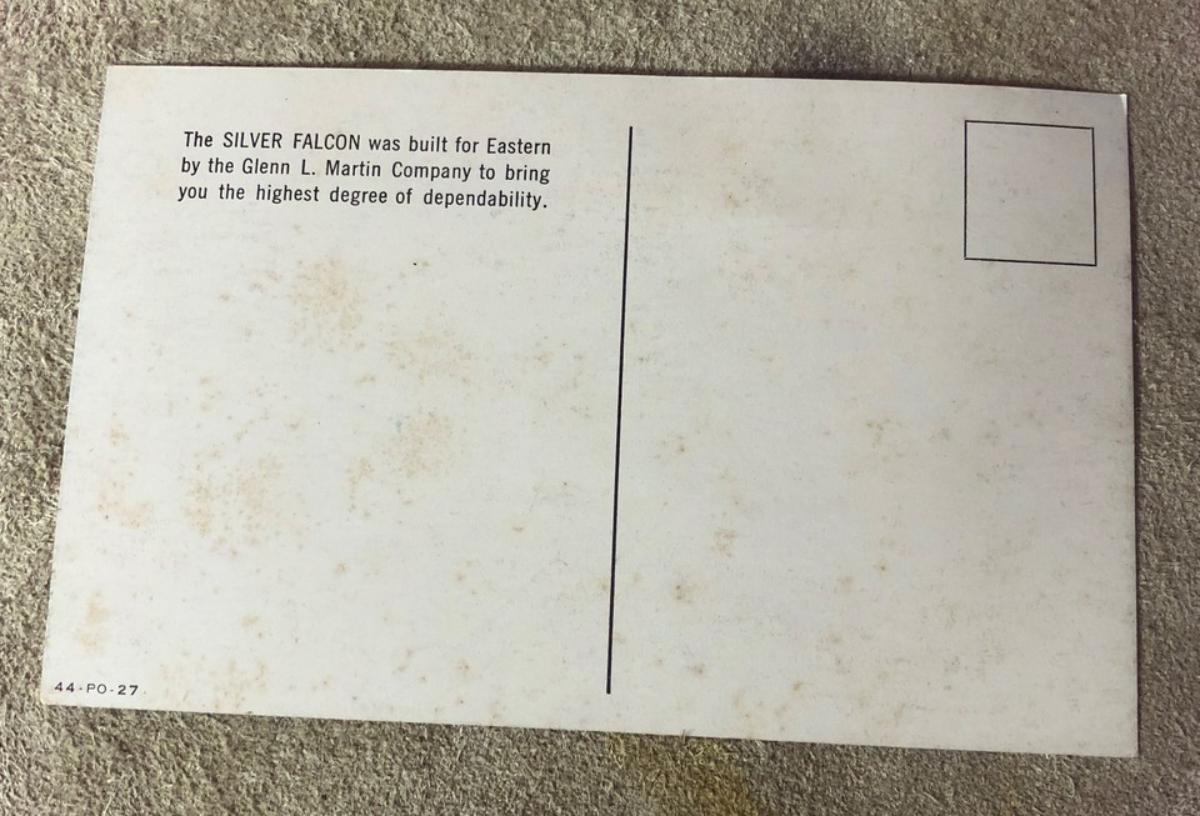 The SILVER FALCON was built for Eastern
by the Glenn L. Martin Company to bring
you the highest degree of dependability.
44-PO-27